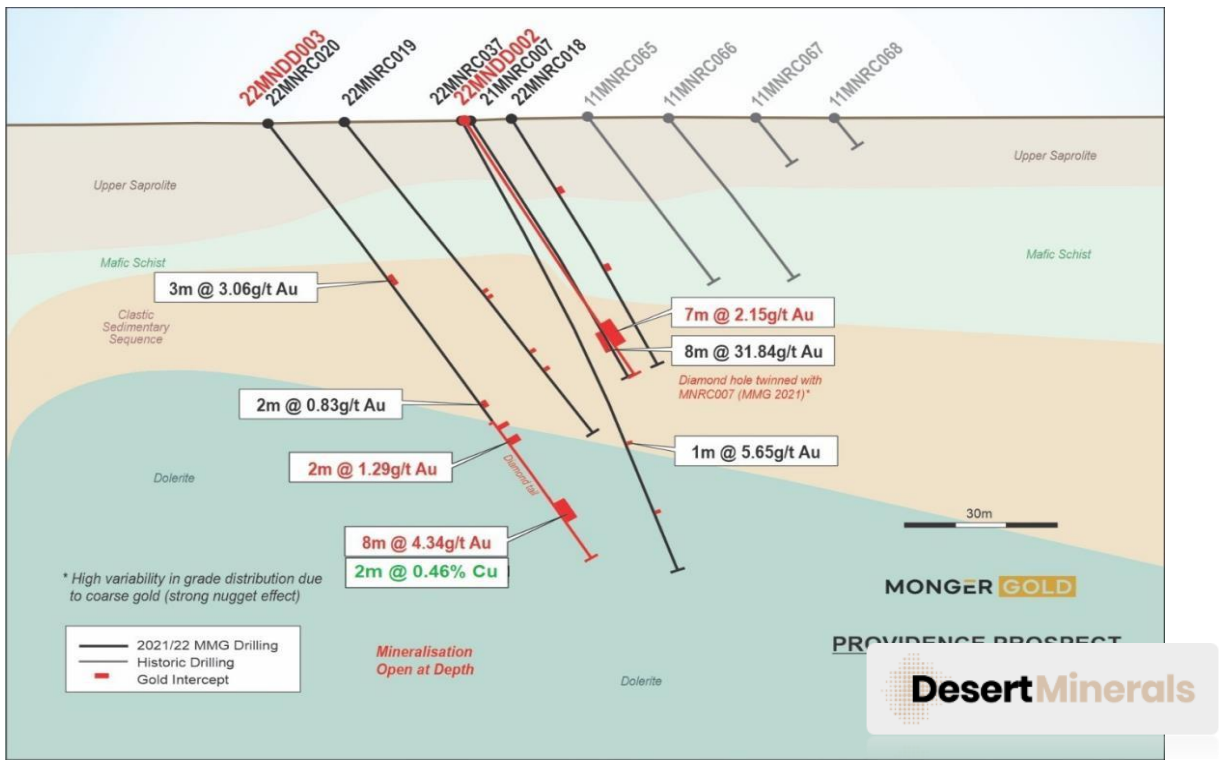 22MNDD003
22MNRC020
22MNRC019
22MNRC037
22MNDD002
21MNRC007
22MNRC018
11MNRC065
11MNRC066
11MNRC067
11MNRC068
Upper Saprolite
Upper Saprolite
Mafic Schist
Mafic Schist
3m @ 3.06g/t Au
Clastic
Sedimentary
Sequence
7m @ 2.15g/t Au
8m @ 31.84g/t Au
Diamond hole twinned with
MNRC007 (MMG 2021)*
2m @ 0.83g/t Au
1m @ 5.65g/t Au
2m @ 1.29g/t Au
Diamond tail
Dolerite
30m
8m @ 4.34g/t Au
2m @ 0.46% Cu
* High variability in grade distribution due
to coarse gold (strong nugget effect)
MONGER GOLD
2021/22 MMG Drilling
Historic Drilling
Gold Intercept
Mineralisation
Open at Depth
Dolerite
PROVIDENCE PROSPECT
DesertMinerals